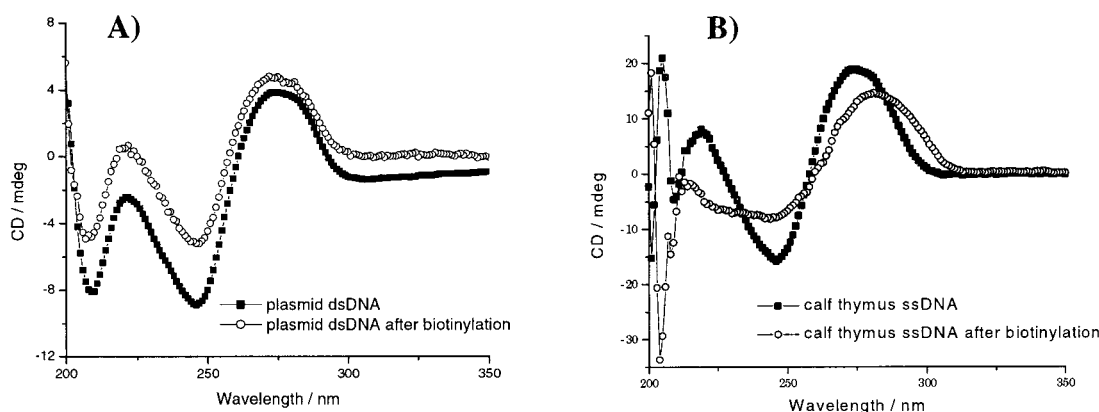 A)
8
4
0
-4
-8
-12
CD / mdeg
plasmid dsDNA
plasmid dsDNA after biotinylation
200
250
300
350
Wavelength / nm
B)
20
10
0
-10
-20
-30
CD / mdeg
calf thymus ssDNA
calf thymus ssDNA after biotinylation
200
250
300
350
Wavelength / nm